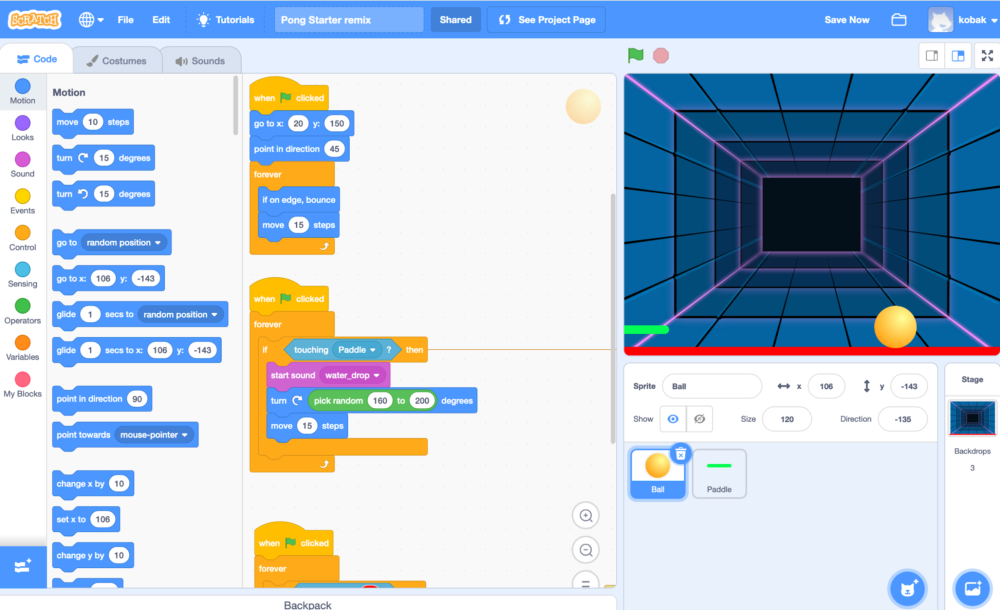 SCRATCH
File
Edit
Tutorials
Pong Starter remix
Shared
See Project Page
Save Now
kobak
Code
Costumes
Sounds
Motion
Looks
Sound
Events
Control
Sensing
Operators
Variables
My Blocks
Motion
move 10 steps
turn 15 degrees
turn 15 degrees
go to random position
go to x: 106 y: -143
glide 1 secs to random position
glide 1 secs to x: 106 y: -143
point in direction 90
point towards mouse-pointer
change x by 10
set x to 106
change y by 10
when clicked
go to x: 20 y: 150
point in direction 45
forever
if on edge, bounce
move 15 steps
when clicked
forever
if touching Paddle ? then
start sound water_drop
turn pick random 160 to 200 degrees
move 15 steps
when clicked
forever
Backpack
Sprite Ball x 106 y -143
Show Size 120 Direction -135
Ball
Paddle
Stage
Backdrops
3